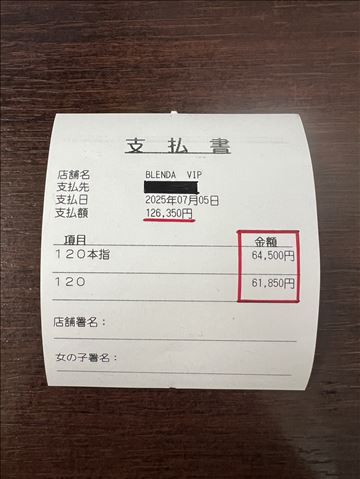 支払書
店舗名 BLENDA VIP
支払先
支払日 2025年07月05日
支払額 126,350円
項目 金額
120本指 64,500円
120 61,850円
店舗署名：
女の子署名：